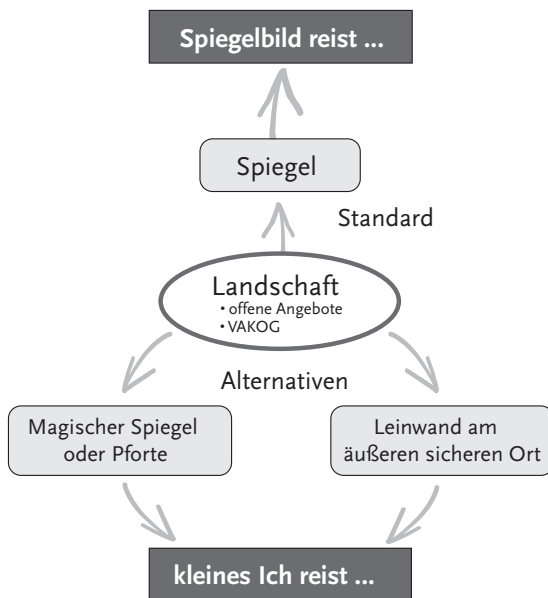 Spiegelbild reist ...
Spiegel
Standard
Landschaft
• offene Angebote
• VAKOG
Alternativen
Magischer Spiegel
oder Pforte
Leinwand am
äußeren sicheren Ort
kleines Ich reist ...